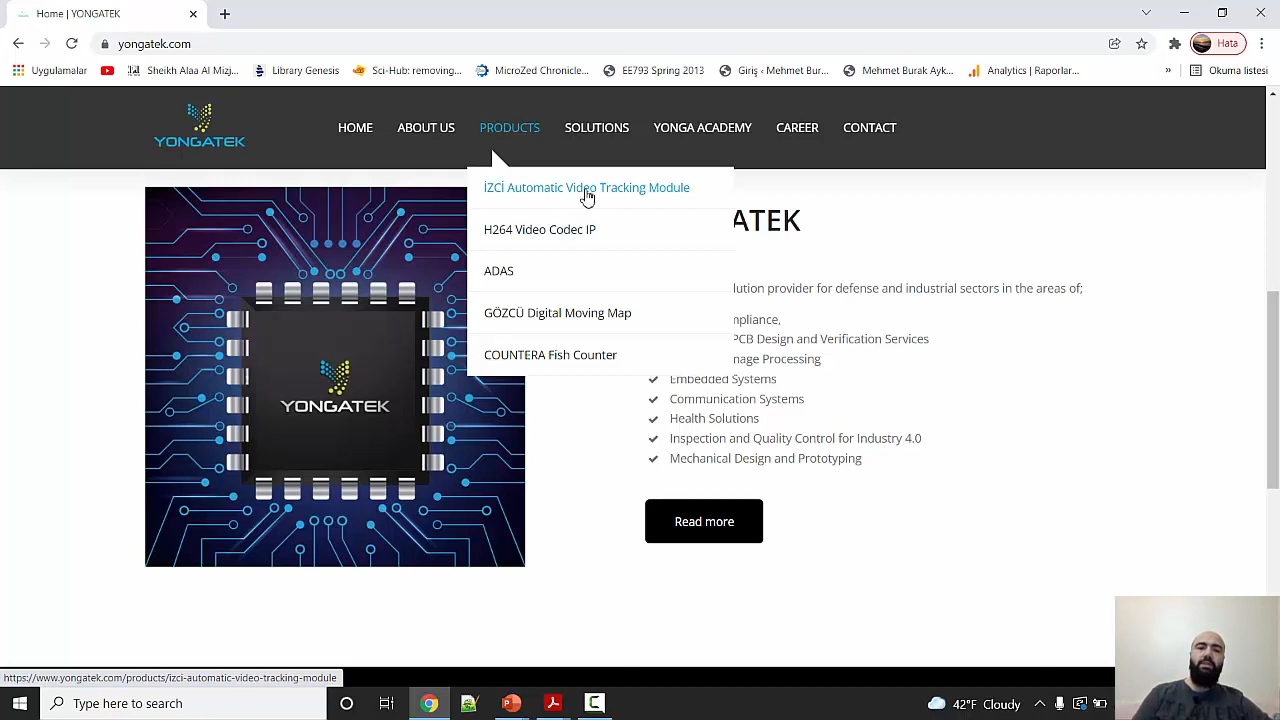 Home | YONGATEK
yongatek.com
Hata
Uygulamalar
Sheikh Alaa Al Mizj...
Library Genesis
Sci-Hub: removing...
MicroZed Chronicle...
EE793 Spring 2013
Giriş - Mehmet Bur...
Mehmet Burak Ayk...
Analytics | Raporlar...
»
Okuma listesi
YONGATEK
HOME
ABOUT US
PRODUCTS
SOLUTIONS
YONGA ACADEMY
CAREER
CONTACT
İZCİ Automatic Video Tracking Module
H264 Video Codec IP
ADAS
GÖZCÜ Digital Moving Map
COUNTERA Fish Counter
YONGATEK
ATEK
lution provider for defense and industrial sectors in the areas of;
mpliance,
PCB Design and Verification Services
mage Processing
Embedded Systems
Communication Systems
Health Solutions
Inspection and Quality Control for Industry 4.0
Mechanical Design and Prototyping
Read more
https://www.yongatek.com/products/izci-automatic-video-tracking-module
Type here to search
42°F Cloudy